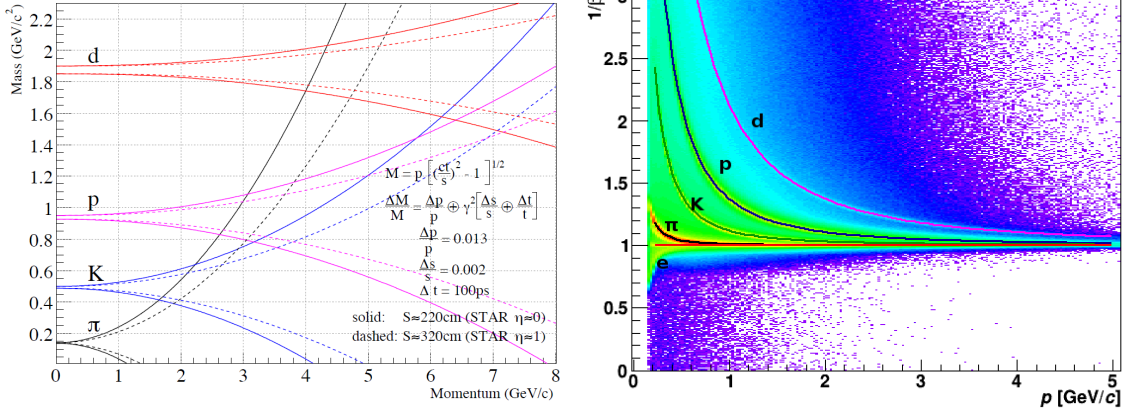 Mass (GeV/c²)
2.2
2
1.8
1.6
1.4
1.2
1
0.8
0.6
0.4
0.2
d
p
K
π
M = p [(ct/s)² - 1]^1/2
ΔM/M = Δp/p ⊕ γ² [Δs/s ⊕ Δt/t]
Δp/p = 0.013
Δs/s = 0.002
Δt = 100ps
solid: S≈220cm (STAR η≈0)
dashed: S≈320cm (STAR η≈1)
0 1 2 3 4 5 6 7 8
Momentum (GeV/c)
1/β
2.5
2
1.5
1
0.5
0
d
p
K
π
e
0 1 2 3 4 5
p [GeV/c]